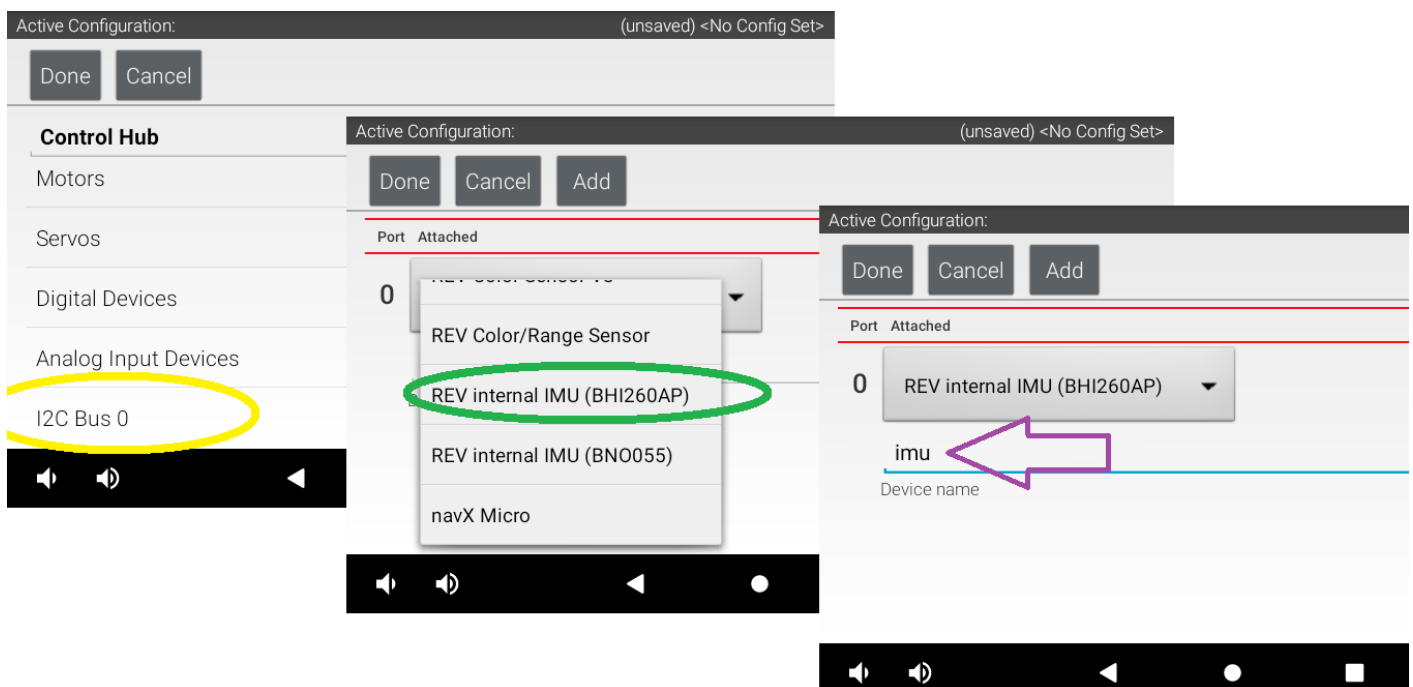 Active Configuration: (unsaved) <No Config Set>
Done Cancel
Control Hub
Motors
Servos
Digital Devices
Analog Input Devices
I2C Bus 0
Active Configuration: (unsaved) <No Config Set>
Done Cancel Add
Port Attached
0
REV Color/Range Sensor
REV internal IMU (BHI260AP)
REV internal IMU (BNO055)
navX Micro
Active Configuration:
Done Cancel Add
Port Attached
0 REV internal IMU (BHI260AP)
imu
Device name